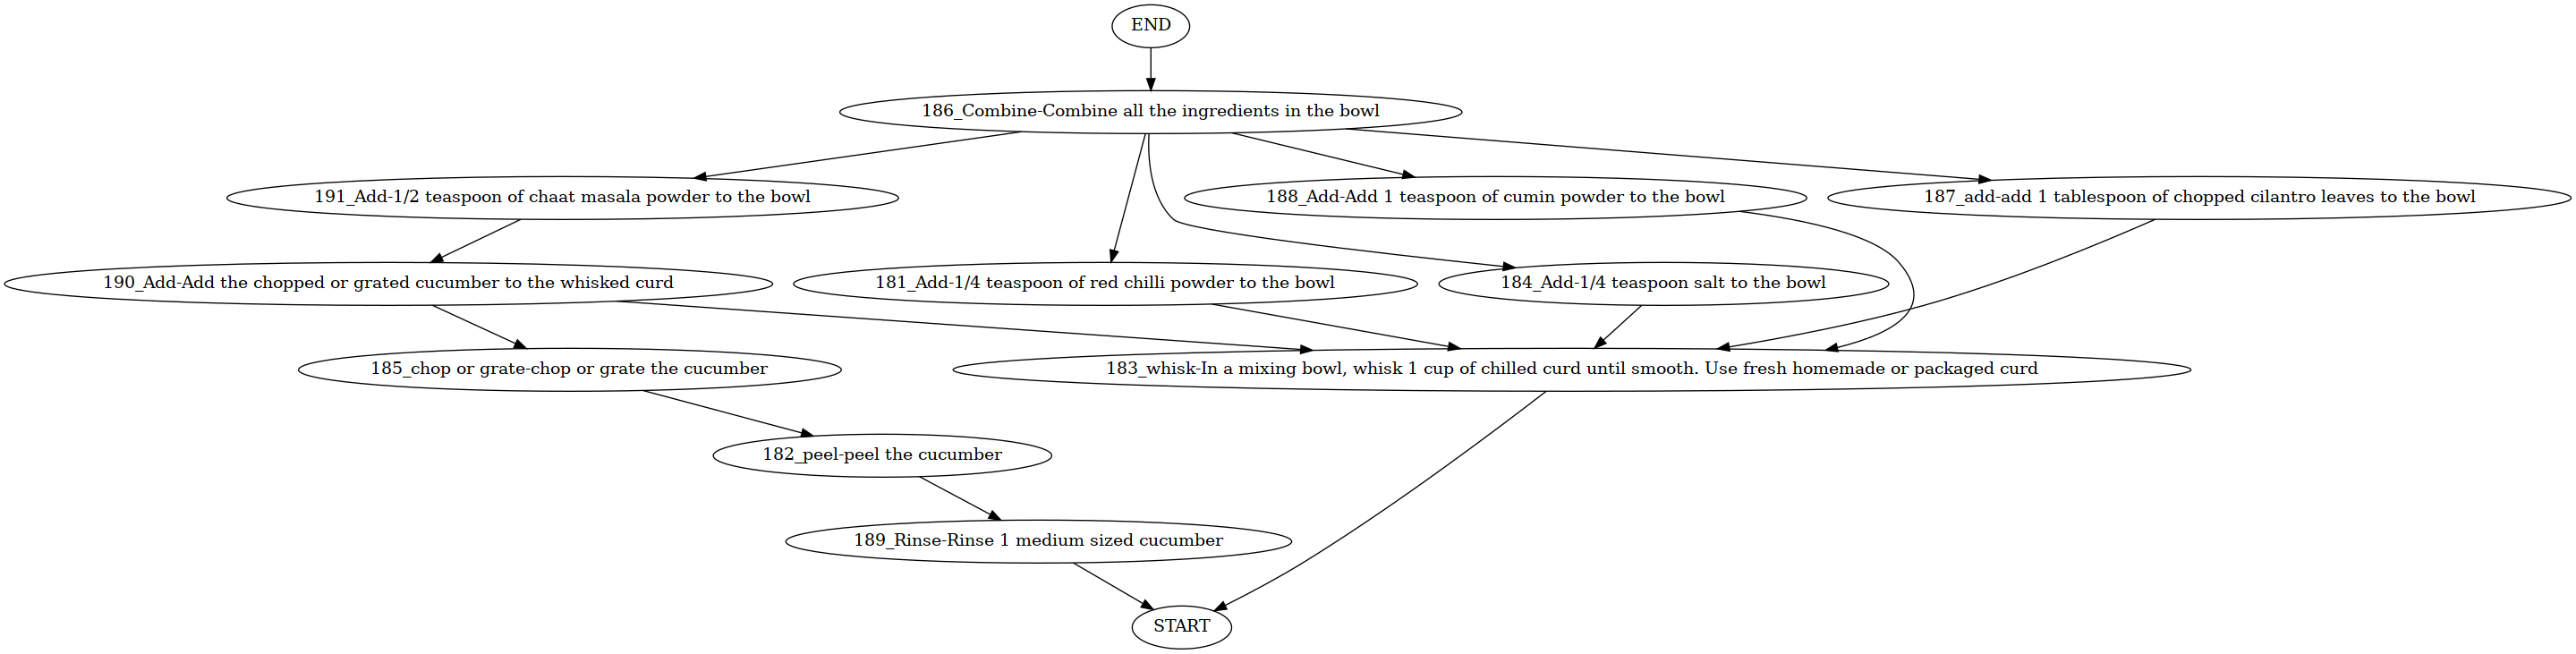 END
186_Combine-Combine all the ingredients in the bowl
191_Add-1/2 teaspoon of chaat masala powder to the bowl
188_Add-Add 1 teaspoon of cumin powder to the bowl
187_add-add 1 tablespoon of chopped cilantro leaves to the bowl
190_Add-Add the chopped or grated cucumber to the whisked curd
181_Add-1/4 teaspoon of red chilli powder to the bowl
184_Add-1/4 teaspoon salt to the bowl
185_chop or grate-chop or grate the cucumber
183_whisk-In a mixing bowl, whisk 1 cup of chilled curd until smooth. Use fresh homemade or packaged curd
182_peel-peel the cucumber
189_Rinse-Rinse 1 medium sized cucumber
START